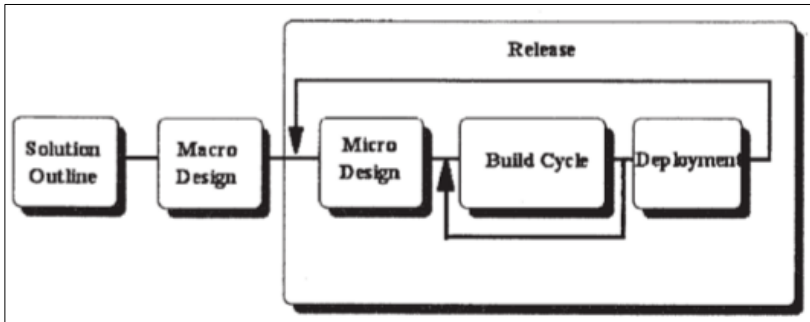 Release
Solution
Outline
Macro
Design
Micro
Design
Build Cycle
Deployment